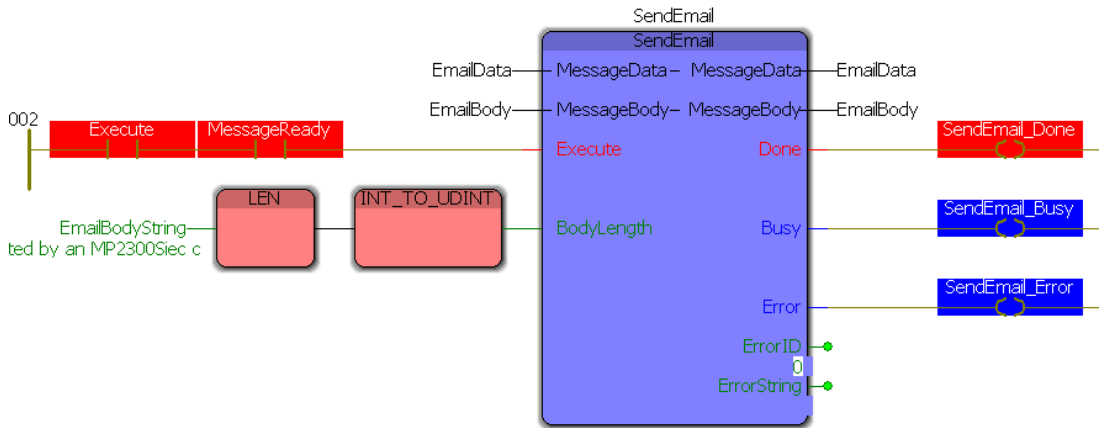 SendEmail
SendEmail
EmailData MessageData MessageData EmailData
EmailBody MessageBody MessageBody EmailBody
002
Execute MessageReady Execute Done SendEmail_Done
LEN INT_TO_UDINT
EmailBodyString BodyLength Busy SendEmail_Busy
ted by an MP2300Siec c
Error SendEmail_Error
ErrorID
0
ErrorString